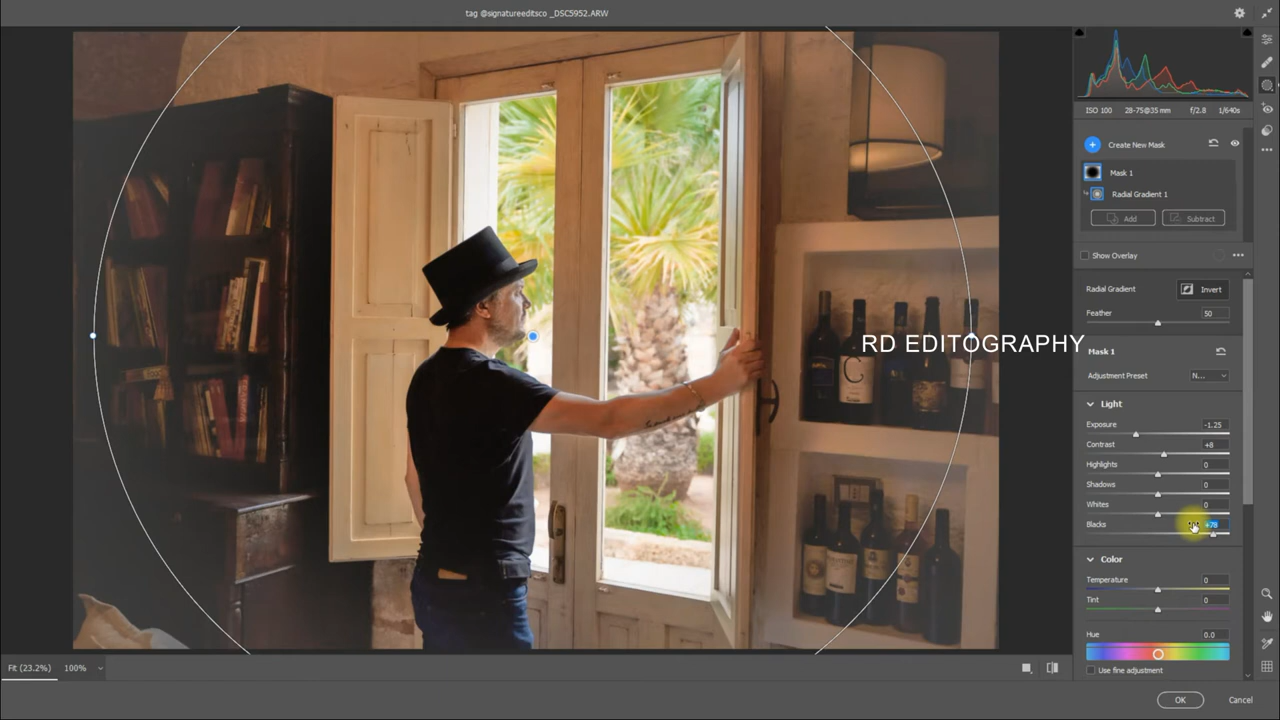 tag @signatureeditsco _DSC5952.ARW
ISO 100 28-75@35 mm f/2.8 1/640s
Create New Mask
Mask 1
Radial Gradient 1
Add Subtract
Show Overlay
Radial Gradient Invert
Feather 50
RD EDITOGRAPHY
Mask 1
Adjustment Preset N...
Light
Exposure -1.25
Contrast +8
Highlights 0
Shadows 0
Whites 0
Blacks +78
Color
Temperature 0
Tint 0
Hue 0.0
Use fine adjustment
Fit (23.2%) 100%
OK Cancel